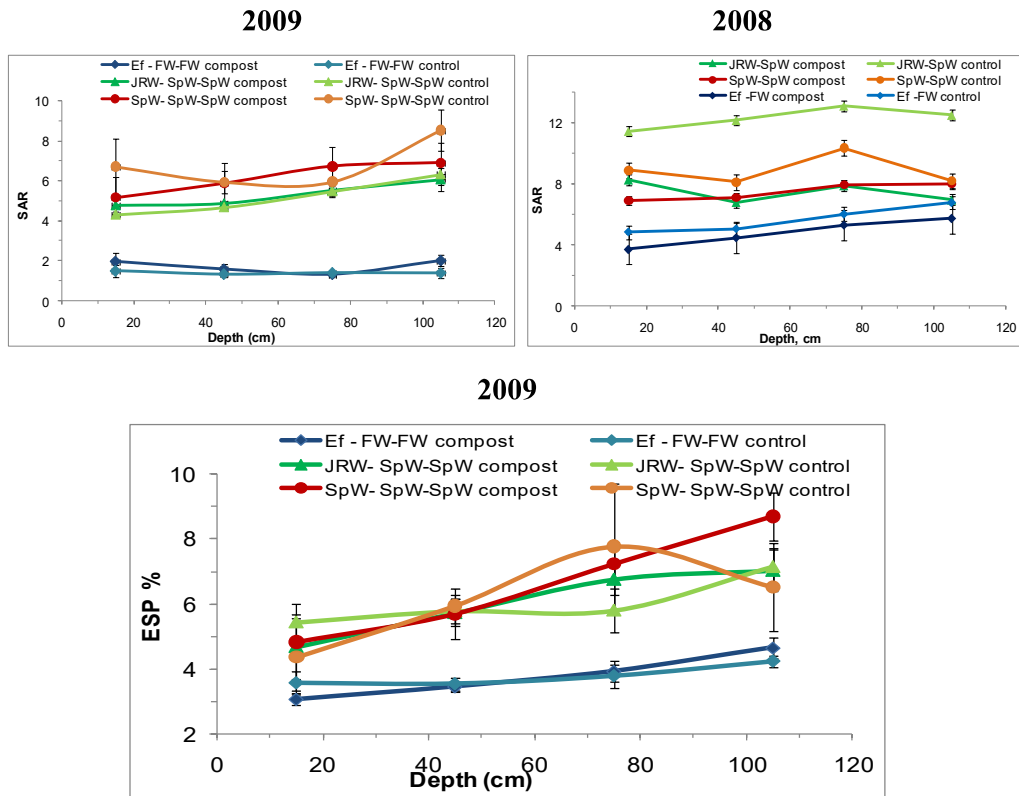 2009
2008
Ef - FW-FW compost
Ef - FW-FW control
JRW- SpW-SpW compost
JRW- SpW-SpW control
SpW- SpW-SpW compost
SpW- SpW-SpW control
10
8
6
4
2
0
SAR
0
20
40
60
80
100
120
Depth (cm)
JRW-SpW compost
JRW-SpW control
SpW-SpW compost
SpW-SpW control
Ef -FW compost
Ef -FW control
12
8
4
0
SAR
0
20
40
60
80
100
120
Depth, cm
2009
Ef - FW-FW compost
Ef - FW-FW control
JRW- SpW-SpW compost
JRW- SpW-SpW control
SpW- SpW-SpW compost
SpW- SpW-SpW control
10
8
6
4
2
ESP %
0
20
40
60
80
100
120
Depth (cm)